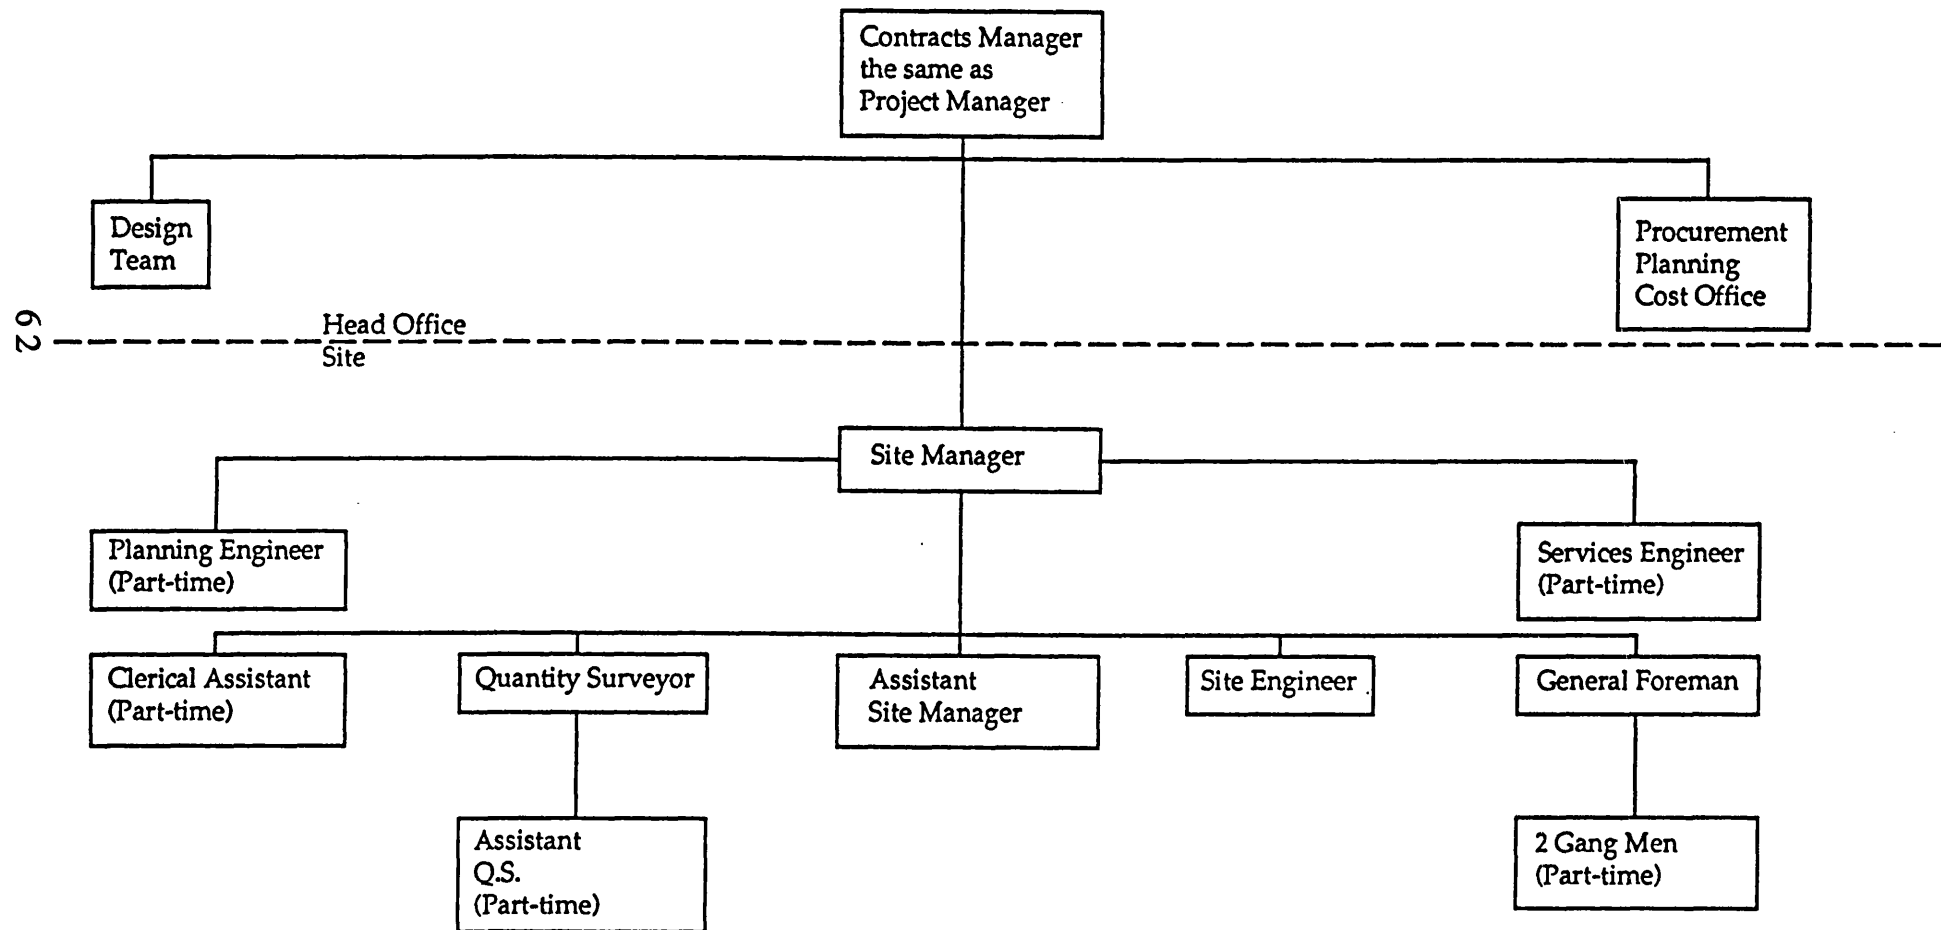 Contracts Manager
the same as
Project Manager
Design
Team
Procurement
Planning
Cost Office
62
Head Office
Site
Site Manager
Planning Engineer
(Part-time)
Services Engineer
(Part-time)
Clerical Assistant
(Part-time)
Quantity Surveyor
Assistant
Site Manager
Site Engineer
General Foreman
Assistant
Q.S.
(Part-time)
2 Gang Men
(Part-time)